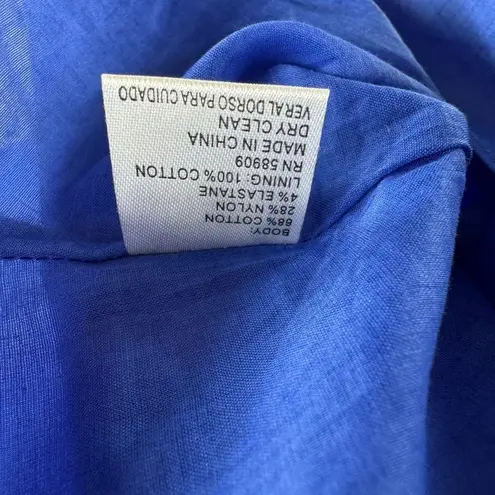 BODY:
68% COTTON
28% NYLON
4% ELASTANE
LINING: 100% COTTON
RN 58909
MADE IN CHINA
DRY CLEAN
VERAL DORSO PARA CUIDADO